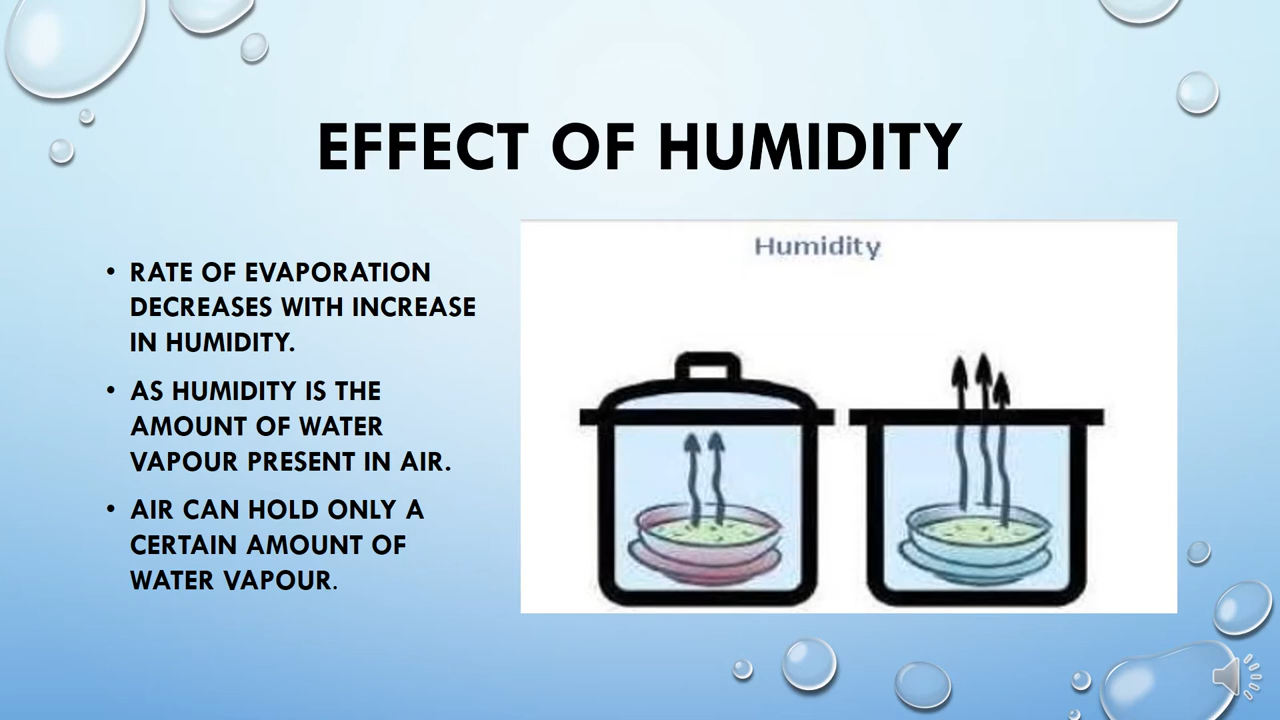 EFFECT OF HUMIDITY
• RATE OF EVAPORATION
DECREASES WITH INCREASE
IN HUMIDITY.
• AS HUMIDITY IS THE
AMOUNT OF WATER
VAPOUR PRESENT IN AIR.
• AIR CAN HOLD ONLY A
CERTAIN AMOUNT OF
WATER VAPOUR.
Humidity